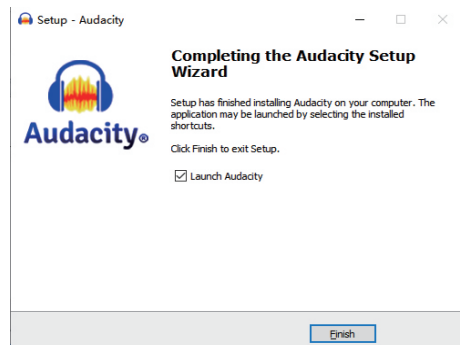 Setup - Audacity
Completing the Audacity Setup
Wizard
Setup has finished installing Audacity on your computer. The
application may be launched by selecting the installed
shortcuts.
Click Finish to exit Setup.
Launch Audacity
Audacity®
Finish